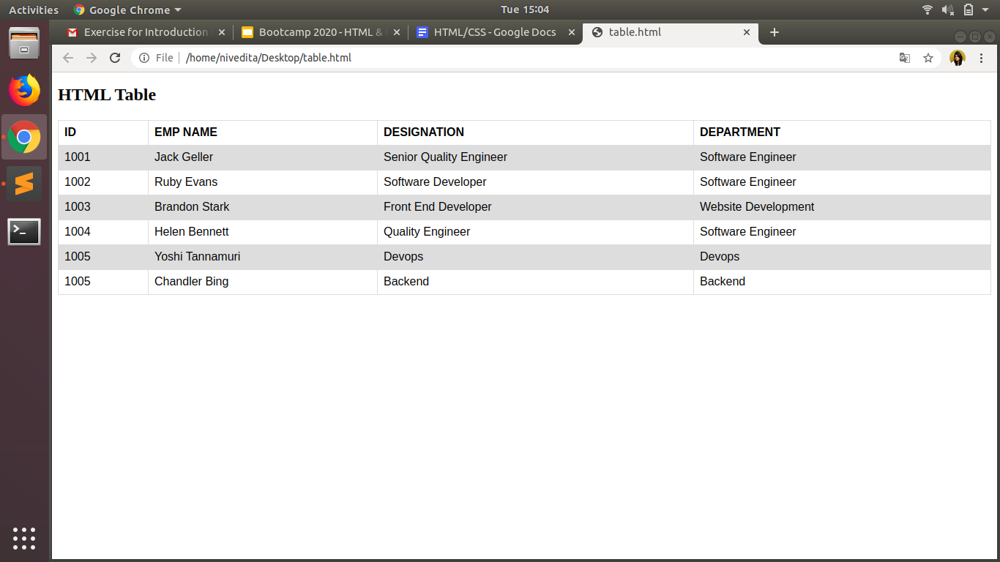 Activities Google Chrome Tue 15:04
Exercise for Introduction Bootcamp 2020 - HTML & HTML/CSS - Google Docs table.html
File /home/nivedita/Desktop/table.html
HTML Table
ID EMP NAME DESIGNATION DEPARTMENT
1001 Jack Geller Senior Quality Engineer Software Engineer
1002 Ruby Evans Software Developer Software Engineer
1003 Brandon Stark Front End Developer Website Development
1004 Helen Bennett Quality Engineer Software Engineer
1005 Yoshi Tannamuri Devops Devops
1005 Chandler Bing Backend Backend